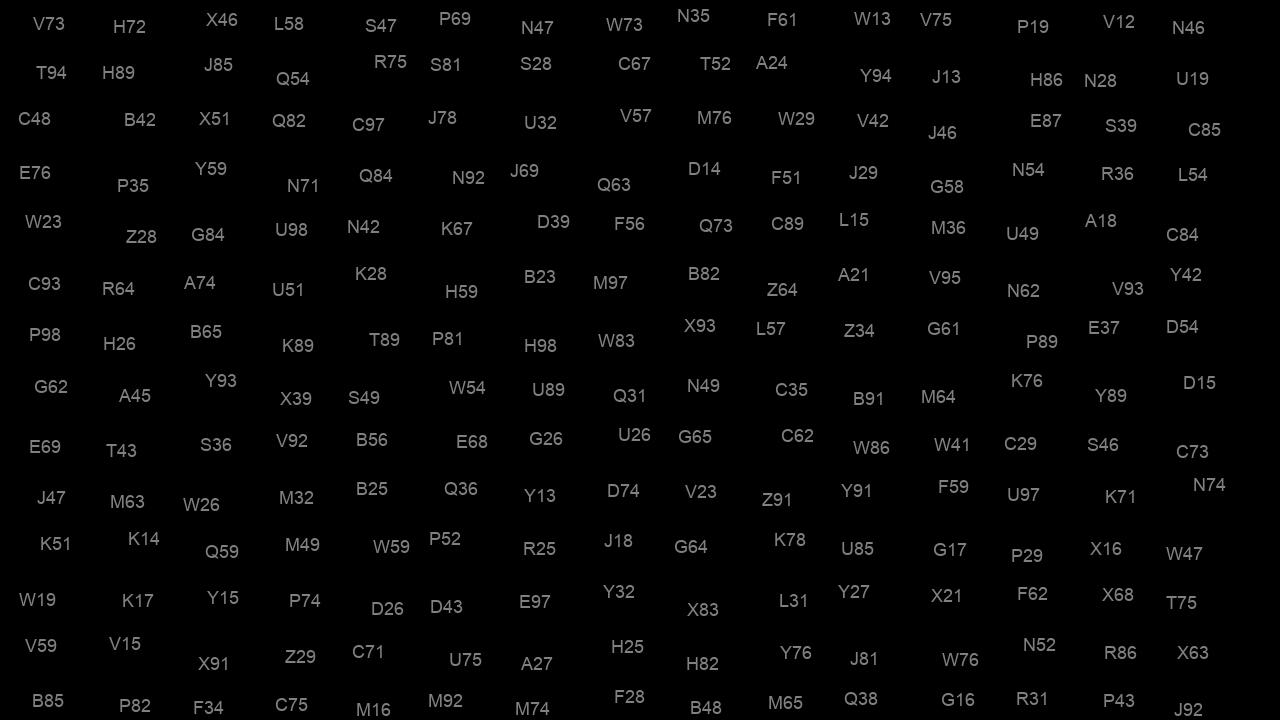 V73 H72 X46 L58 S47 P69 N47 W73 N35 F61 W13 V75 P19 V12 N46
T94 H89 J85 Q54 R75 S81 S28 C67 T52 A24 Y94 J13 H86 N28 U19
C48 B42 X51 Q82 C97 J78 U32 V57 M76 W29 V42 J46 E87 S39 C85
E76 P35 Y59 N71 Q84 N92 J69 Q63 D14 F51 J29 G58 N54 R36 L54
W23 Z28 G84 U98 N42 K67 D39 F56 Q73 C89 L15 M36 U49 A18 C84
C93 R64 A74 U51 K28 H59 B23 M97 B82 Z64 A21 V95 N62 V93 Y42
P98 H26 B65 K89 T89 P81 H98 W83 X93 L57 Z34 G61 P89 E37 D54
G62 A45 Y93 X39 S49 W54 U89 Q31 N49 C35 B91 M64 K76 Y89 D15
E69 T43 S36 V92 B56 E68 G26 U26 G65 C62 W86 W41 C29 S46 C73
J47 M63 W26 M32 B25 Q36 Y13 D74 V23 Z91 Y91 F59 U97 K71 N74
K51 K14 Q59 M49 W59 P52 R25 J18 G64 K78 U85 G17 P29 X16 W47
W19 K17 Y15 P74 D26 D43 E97 Y32 X83 L31 Y27 X21 F62 X68 T75
V59 V15 X91 Z29 C71 U75 A27 H25 H82 Y76 J81 W76 N52 R86 X63
B85 P82 F34 C75 M16 M92 M74 F28 B48 M65 Q38 G16 R31 P43 J92